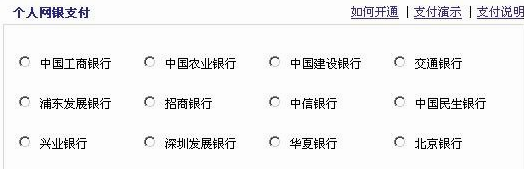 个人网银支付 如何开通 | 支付演示 | 支付说明
中国工商银行 中国农业银行 中国建设银行 交通银行
浦东发展银行 招商银行 中信银行 中国民生银行
兴业银行 深圳发展银行 华夏银行 北京银行